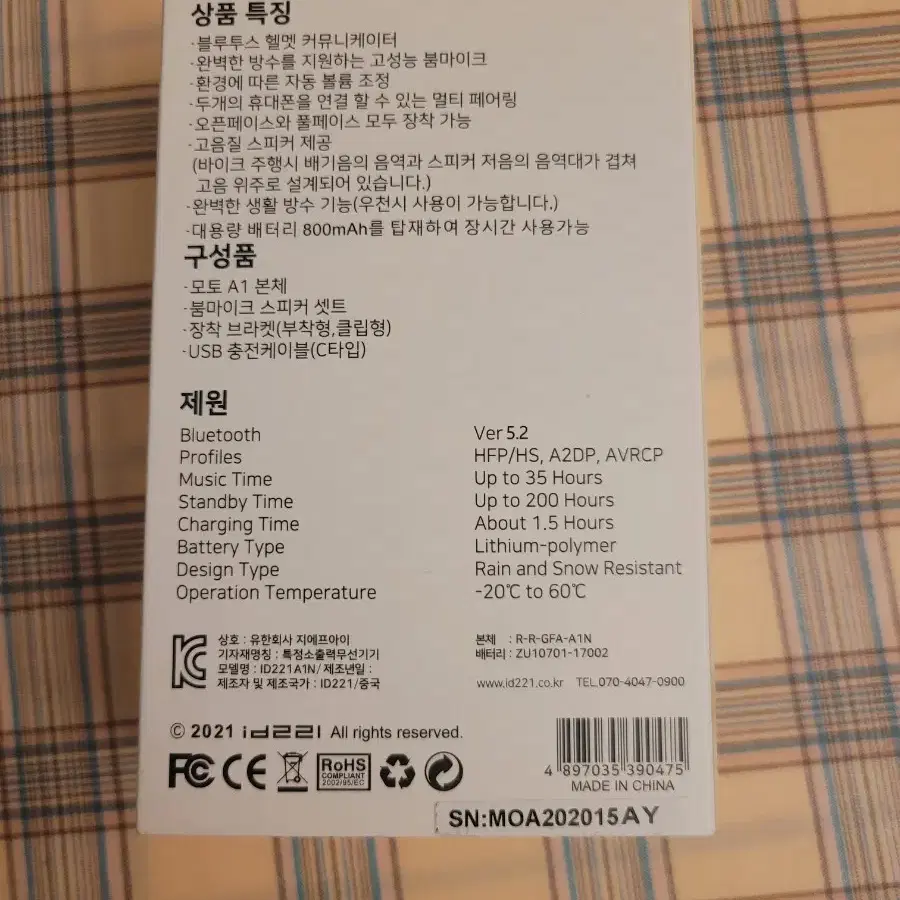 상품 특징
·블루투스 헬멧 커뮤니케이터
·완벽한 방수를 지원하는 고성능 붐마이크
·환경에 따른 자동 볼륨 조정
·두개의 휴대폰을 연결 할 수 있는 멀티 페어링
·오픈페이스와 풀페이스 모두 장착 가능
·고음질 스피커 제공
(바이크 주행시 배기음의 음역과 스피커 저음의 음역대가 겹쳐
고음 위주로 설계되어 있습니다.)
·완벽한 생활 방수 기능(우천시 사용이 가능합니다.)
·대용량 배터리 800mAh를 탑재하여 장시간 사용가능
구성품
·모토 A1 본체
·붐마이크 스피커 셋트
·장착 브라켓(부착형,클립형)
·USB 충전케이블(C타입)
제원
Bluetooth Ver 5.2
Profiles HFP/HS, A2DP, AVRCP
Music Time Up to 35 Hours
Standby Time Up to 200 Hours
Charging Time About 1.5 Hours
Battery Type Lithium-polymer
Design Type Rain and Snow Resistant
Operation Temperature -20℃ to 60℃
상호 : 유한회사 지에프아이
기자재명칭 : 특정소출력무선기기
모델명 : ID221A1N/ 제조년일 :
제조자 및 제조국가 : ID221/중국
본체 : R-R-GFA-A1N
배터리 : ZU10701-17002
www.id221.co.kr TEL.070-4047-0900
© 2021 id221 All rights reserved.
FC CE RoHS
COMPLIANT
2002/95/EC
4 897035 390475
MADE IN CHINA
SN:MOA202015AY